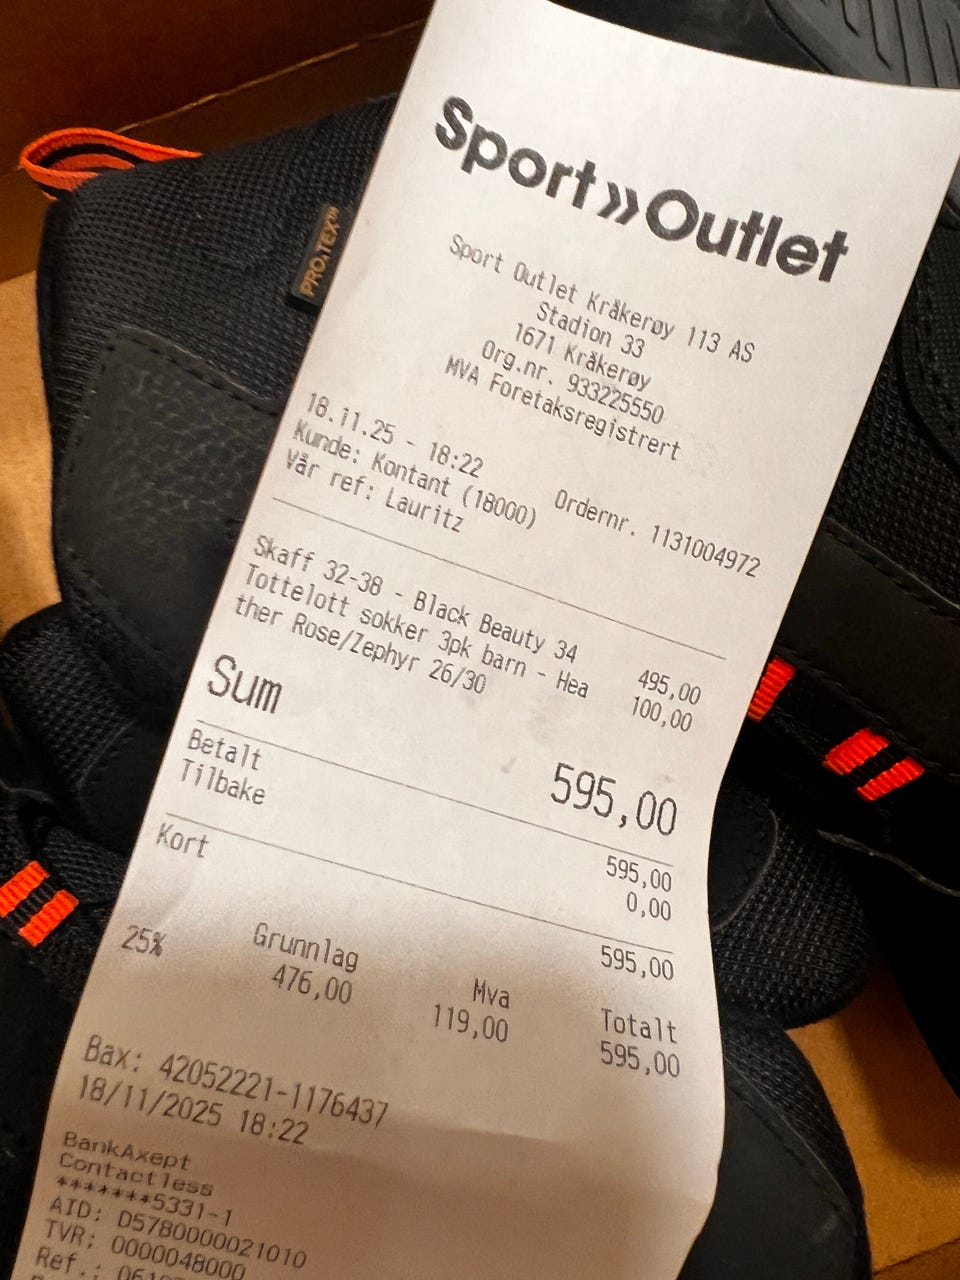 Sport»Outlet
PRO-TEX™
Sport Outlet Kråkerøy 113 AS
Stadion 33
1671 Kråkerøy
Org.nr. 933225550
MVA Foretaksregistrert
18.11.25 - 18:22
Kunde: Kontant (18000) Ordernr. 1131004972
Vår ref: Lauritz
Skaff 32-38 - Black Beauty 34 495,00
Tottelott sokker 3pk barn - Hea 100,00
ther Rose/Zephyr 26/30
Sum 595,00
Betalt 595,00
Tilbake 0,00
Kort 595,00
Grunnlag Mva Totalt
25% 476,00 119,00 595,00
Bax: 42052221-1176437
18/11/2025 18:22
BankAxept
Contactless
*******5331-1
AID: D5780000021010
TVR: 0000048000
Ref.: